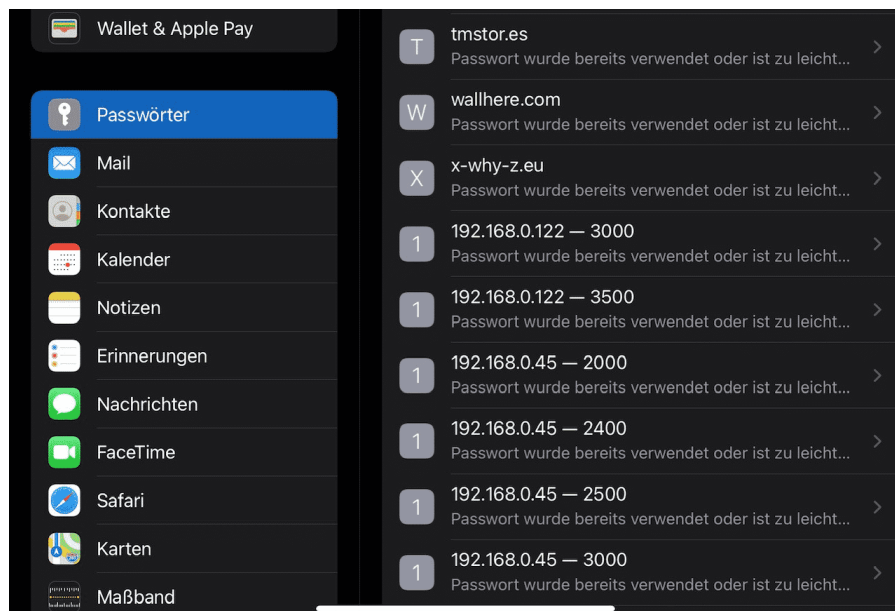 Wallet & Apple Pay
Passwörter
Mail
Kontakte
Kalender
Notizen
Erinnerungen
Nachrichten
FaceTime
Safari
Karten
Maßband
T
tmstor.es
Passwort wurde bereits verwendet oder ist zu leicht...
W
wallhere.com
Passwort wurde bereits verwendet oder ist zu leicht...
X
x-why-z.eu
Passwort wurde bereits verwendet oder ist zu leicht...
1
192.168.0.122 — 3000
Passwort wurde bereits verwendet oder ist zu leicht...
1
192.168.0.122 — 3500
Passwort wurde bereits verwendet oder ist zu leicht...
1
192.168.0.45 — 2000
Passwort wurde bereits verwendet oder ist zu leicht...
1
192.168.0.45 — 2400
Passwort wurde bereits verwendet oder ist zu leicht...
1
192.168.0.45 — 2500
Passwort wurde bereits verwendet oder ist zu leicht...
1
192.168.0.45 — 3000
Passwort wurde bereits verwendet oder ist zu leicht...